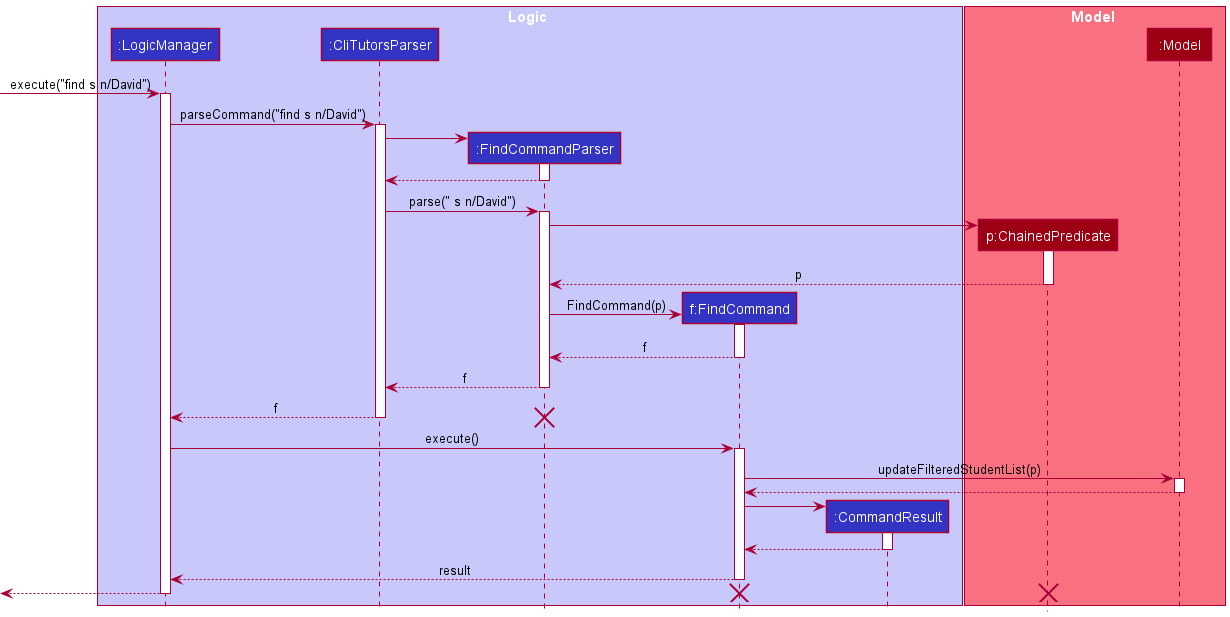 Logic
Model
:LogicManager
:CliTutorsParser
:Model
execute("find s n/David")
parseCommand("find s n/David")
:FindCommandParser
parse(" s n/David")
p:ChainedPredicate
p
FindCommand(p)
f:FindCommand
f
f
f
execute()
updateFilteredStudentList(p)
:CommandResult
result